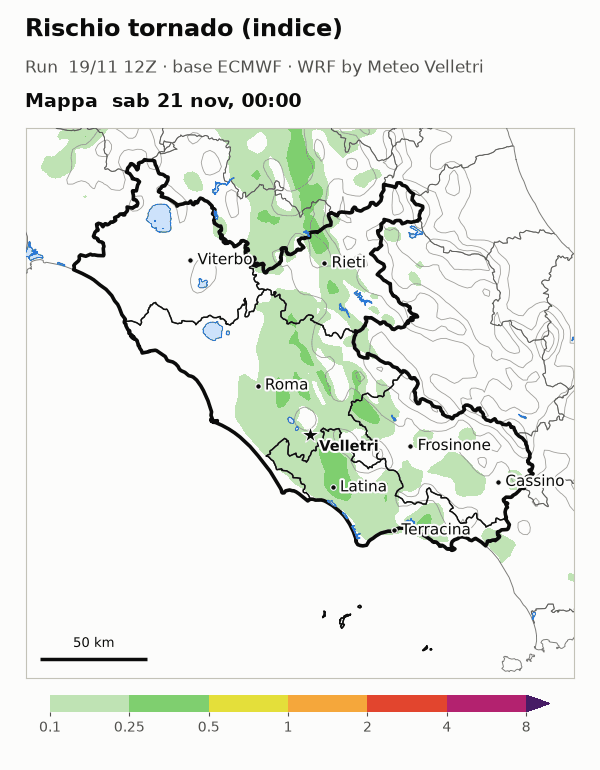 Rischio tornado (indice)
Run  19/11 12Z · base ECMWF · WRF by Meteo Velletri
Mappa  sab 21 nov, 00:00
Viterbo
Rieti
Roma
Velletri
Frosinone
Latina
Cassino
Terracina
50 km
0.1 0.25 0.5 1 2 4 8